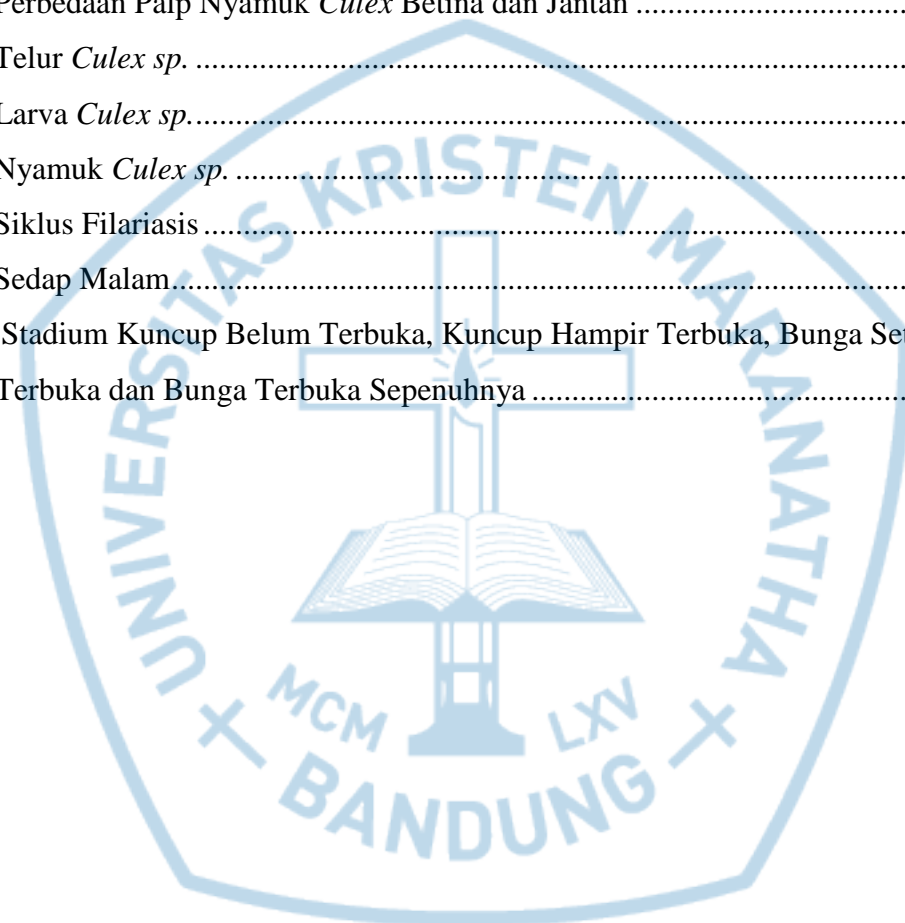 Perbedaan Palp Nyamuk Culex Betina dan Jantan ..................................
Telur Culex sp. .........................................................................................
Larva Culex sp..........................................................................................
Nyamuk Culex sp. ....................................................................................
Siklus Filariasis ........................................................................................
Sedap Malam............................................................................................
Stadium Kuncup Belum Terbuka, Kuncup Hampir Terbuka, Bunga
Terbuka dan Bunga Terbuka Sepenuhnya ...............................................
UNIVERSITAS KRISTEN MARANATHA
MCM LXV
BANDUNG